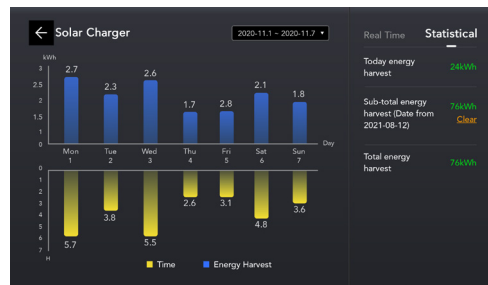 Solar Charger
2020-11.1 ~ 2020-11.7
kWh
3
2.5
2
1.5
1
0
2.7
2.3
2.6
1.7
2.8
2.1
1.8
Mon Tue Wed Thu Fri Sat Sun Day
1 2 3 4 5 6 7
0
1
2
3
4
5
6
7
H
5.7
3.8
5.5
2.6
3.1
4.8
3.6
Time Energy Harvest
Real Time Statistical
Today energy
harvest
24kWh
Sub-total energy
harvest (Date from
2021-08-12)
76kWh
Clear
Total energy
harvest
76kWh